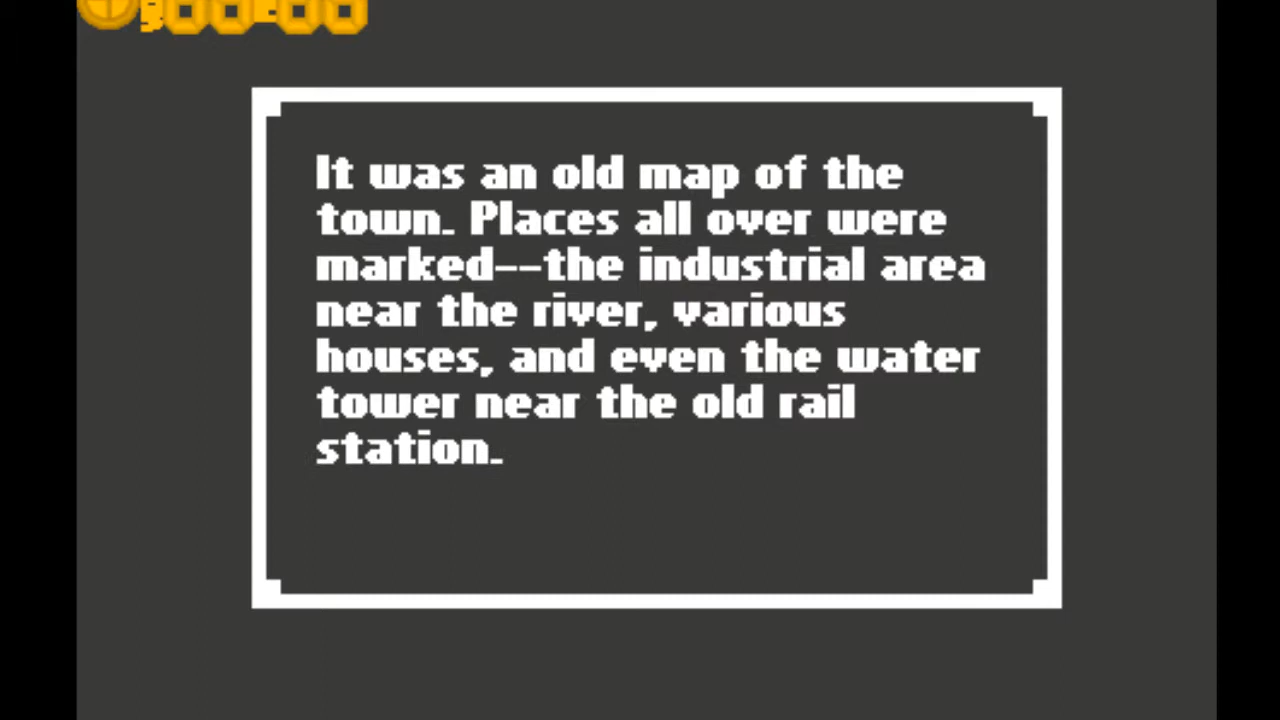 It was an old map of the
town. Places all over were
marked--the industrial area
near the river, various
houses, and even the water
tower near the old rail
station.